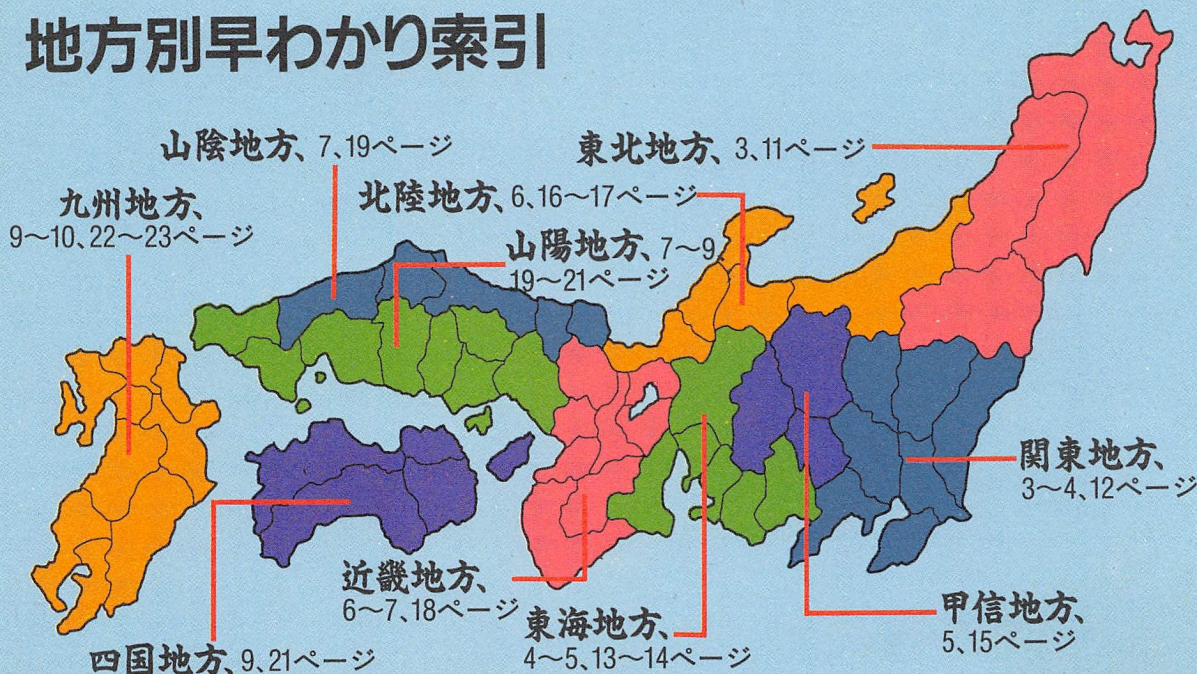 地方別早わかり索引
山陰地方、7、19ページ
東北地方、3、11ページ
九州地方、
9〜10、22〜23ページ
北陸地方、6、16〜17ページ
山陽地方、7〜9、
19〜21ページ
関東地方、
3〜4、12ページ
近畿地方、
6〜7、18ページ
東海地方、
4〜5、13〜14ページ
甲信地方、
5、15ページ
四国地方、9、21ページ